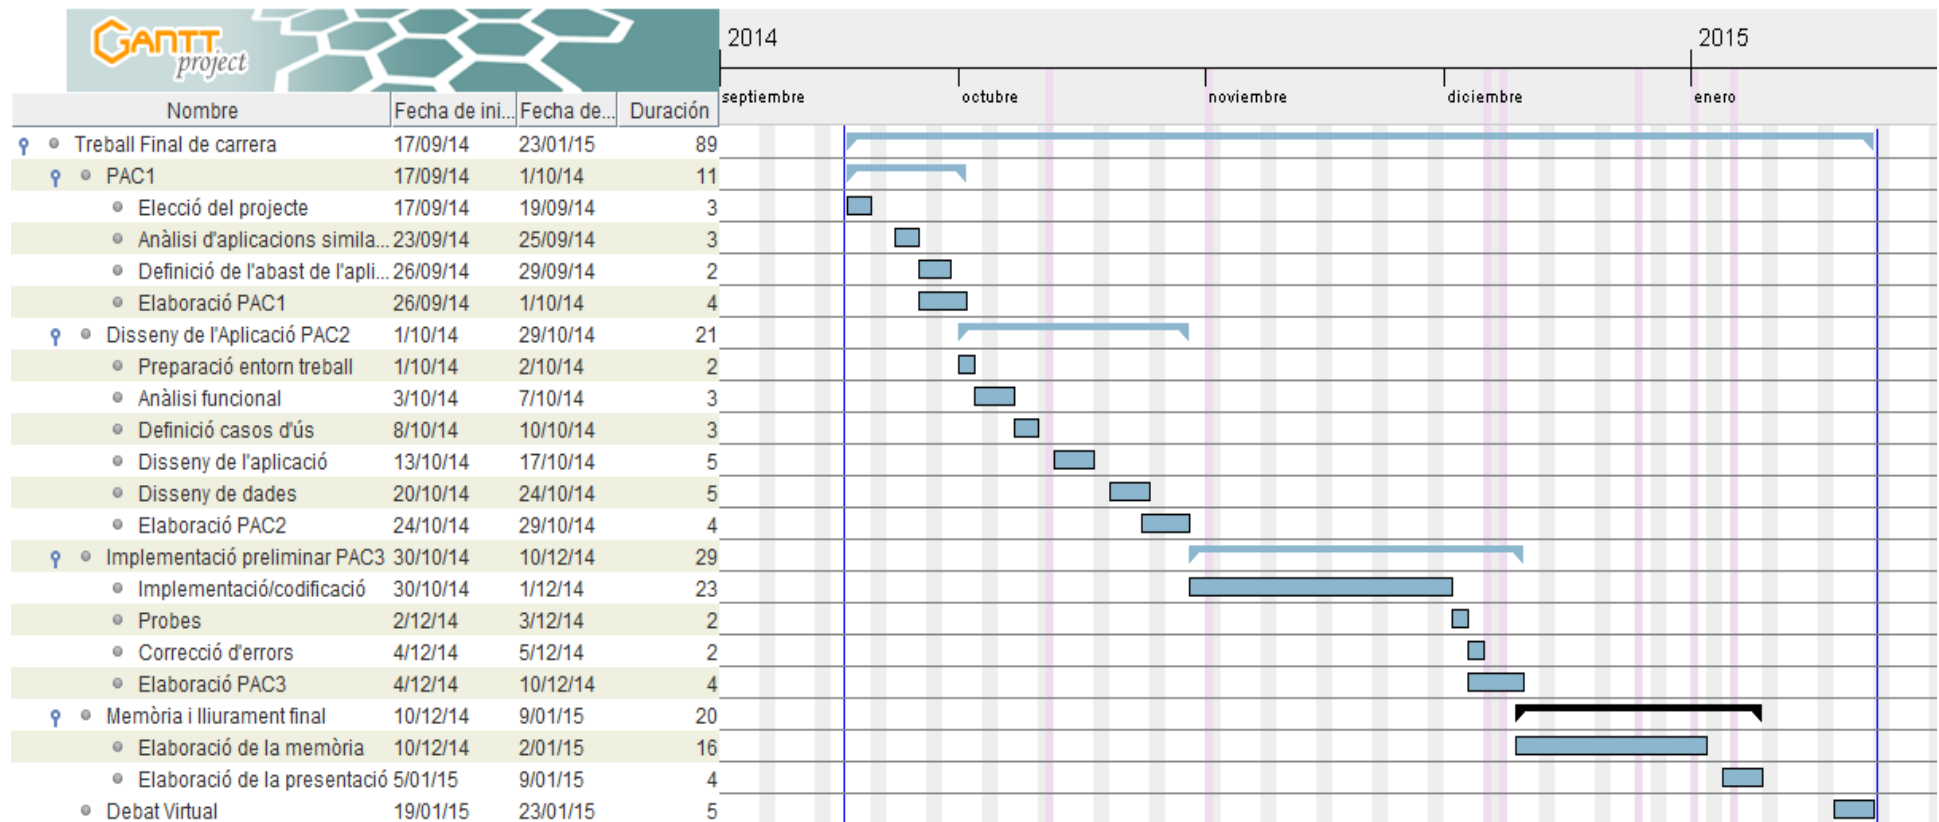 GANTT
project
2014 2015
septiembre octubre noviembre diciembre enero
Nombre Fecha de ini... Fecha de... Duración
Treball Final de carrera 17/09/14 23/01/15 89
PAC1 17/09/14 1/10/14 11
Elecció del projecte 17/09/14 19/09/14 3
Anàlisi d'aplicacions simila... 23/09/14 25/09/14 3
Definició de l'abast de l'apli... 26/09/14 29/09/14 2
Elaboració PAC1 26/09/14 1/10/14 4
Disseny de l'Aplicació PAC2 1/10/14 29/10/14 21
Preparació entorn treball 1/10/14 2/10/14 2
Anàlisi funcional 3/10/14 7/10/14 3
Definició casos d'ús 8/10/14 10/10/14 3
Disseny de l'aplicació 13/10/14 17/10/14 5
Disseny de dades 20/10/14 24/10/14 5
Elaboració PAC2 24/10/14 29/10/14 4
Implementació preliminar PAC3 30/10/14 10/12/14 29
Implementació/codificació 30/10/14 1/12/14 23
Probes 2/12/14 3/12/14 2
Correcció d'errors 4/12/14 5/12/14 2
Elaboració PAC3 4/12/14 10/12/14 4
Memòria i lliurament final 10/12/14 9/01/15 20
Elaboració de la memòria 10/12/14 2/01/15 16
Elaboració de la presentació 5/01/15 9/01/15 4
Debat Virtual 19/01/15 23/01/15 5